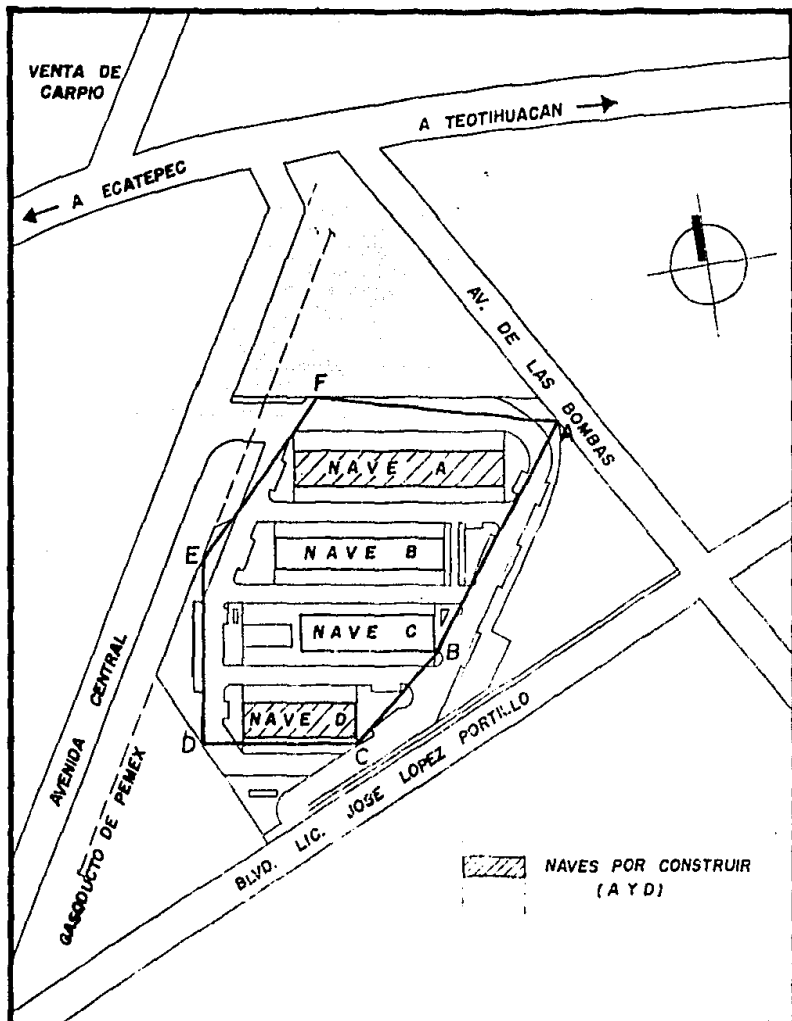 VENTA DE
CARPIO
A TEOTIHUACAN
A ECATEPEC
AV. DE LAS BOMBAS
F
A
NAVE A
E
NAVE B
NAVE C
B
NAVE D
D
C
AVENIDA CENTRAL
GASODUCTO DE PEMEX
BLVD. LIC. JOSE LOPEZ PORTILLO
NAVES POR CONSTRUIR
(A Y D)